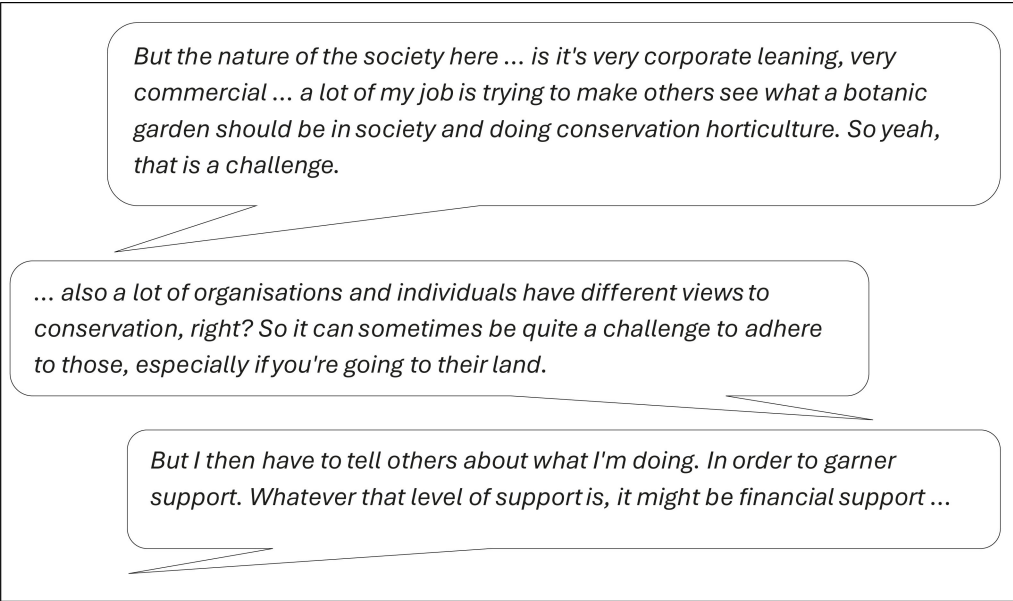 But the nature of the society here ... is it's very corporate leaning, very
commercial ... a lot of my job is trying to make others see what a botanic
garden should be in society and doing conservation horticulture. So yeah,
that is a challenge.
... also a lot of organisations and individuals have different views to
conservation, right? So it can sometimes be quite a challenge to adhere
to those, especially if you're going to their land.
But I then have to tell others about what I'm doing. In order to garner
support. Whatever that level of support is, it might be financial support ...